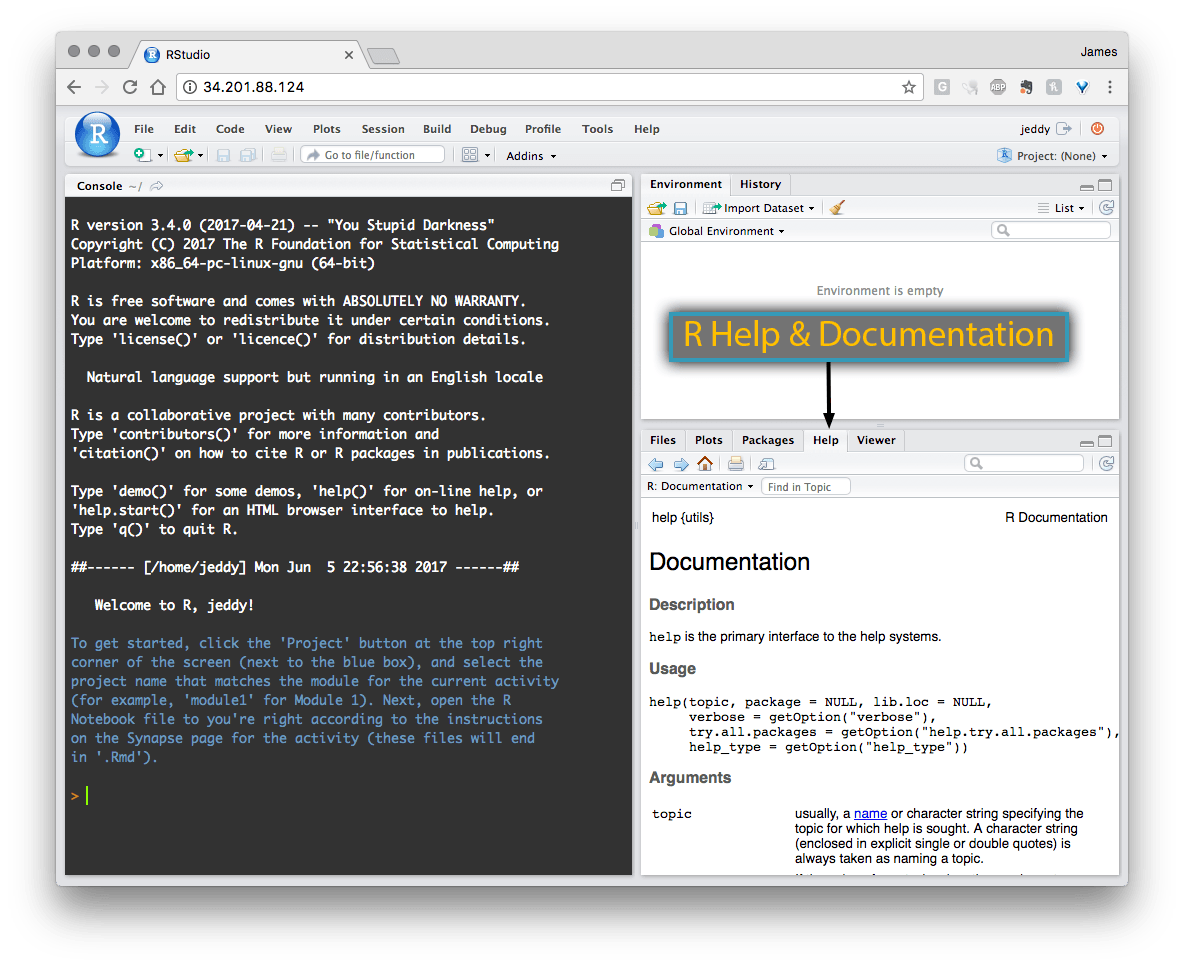 RStudio
James
34.201.88.124
R
File Edit Code View Plots Session Build Debug Profile Tools Help
jeddy
Go to file/function
Addins
R Project: (None)
Console ~/
R version 3.4.0 (2017-04-21) -- "You Stupid Darkness"
Copyright (C) 2017 The R Foundation for Statistical Computing
Platform: x86_64-pc-linux-gnu (64-bit)
R is free software and comes with ABSOLUTELY NO WARRANTY.
You are welcome to redistribute it under certain conditions.
Type 'license()' or 'licence()' for distribution details.
Natural language support but running in an English locale
R is a collaborative project with many contributors.
Type 'contributors()' for more information and
'citation()' on how to cite R or R packages in publications.
Type 'demo()' for some demos, 'help()' for on-line help, or
'help.start()' for an HTML browser interface to help.
Type 'q()' to quit R.
##------ [/home/jeddy] Mon Jun  5 22:56:38 2017 ------##
Welcome to R, jeddy!
To get started, click the 'Project' button at the top right
corner of the screen (next to the blue box), and select the
project name that matches the module for the current activity
(for example, 'module1' for Module 1). Next, open the R
Notebook file to you're right according to the instructions
on the Synapse page for the activity (these files will end
in '.Rmd').
>
Environment History
Import Dataset
List
Global Environment
Environment is empty
R Help & Documentation
Files Plots Packages Help Viewer
R: Documentation
Find in Topic
help {utils}
R Documentation
Documentation
Description
help is the primary interface to the help systems.
Usage
help(topic, package = NULL, lib.loc = NULL,
verbose = getOption("verbose"),
try.all.packages = getOption("help.try.all.packages"),
help_type = getOption("help_type"))
Arguments
topic
usually, a name or character string specifying the
topic for which help is sought. A character string
(enclosed in explicit single or double quotes) is
always taken as naming a topic.